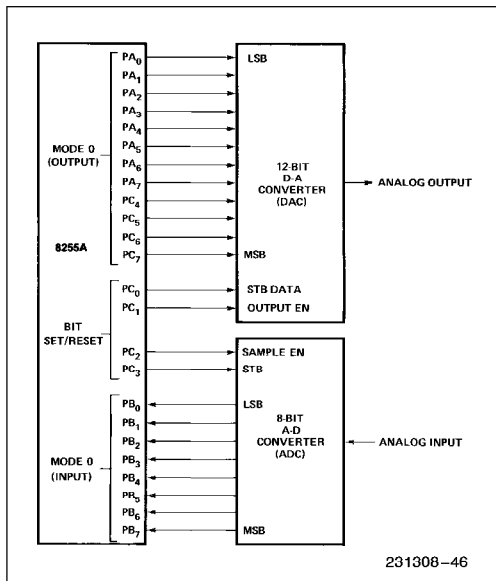 PA0 LSB
PA1
PA2
PA3
MODE 0
(OUTPUT)
PA4
PA5
PA6
PA7
PC4
PC5
PC6
PC7 MSB
8255A
12-BIT
D-A
CONVERTER
(DAC)
ANALOG OUTPUT
BIT
SET/RESET
PC0 STB DATA
PC1 OUTPUT EN
PC2 SAMPLE EN
PC3 STB
MODE 0
(INPUT)
PB0 LSB
PB1
PB2
PB3
PB4
PB5
PB6
PB7 MSB
8-BIT
A-D
CONVERTER
(ADC)
ANALOG INPUT
231308–46